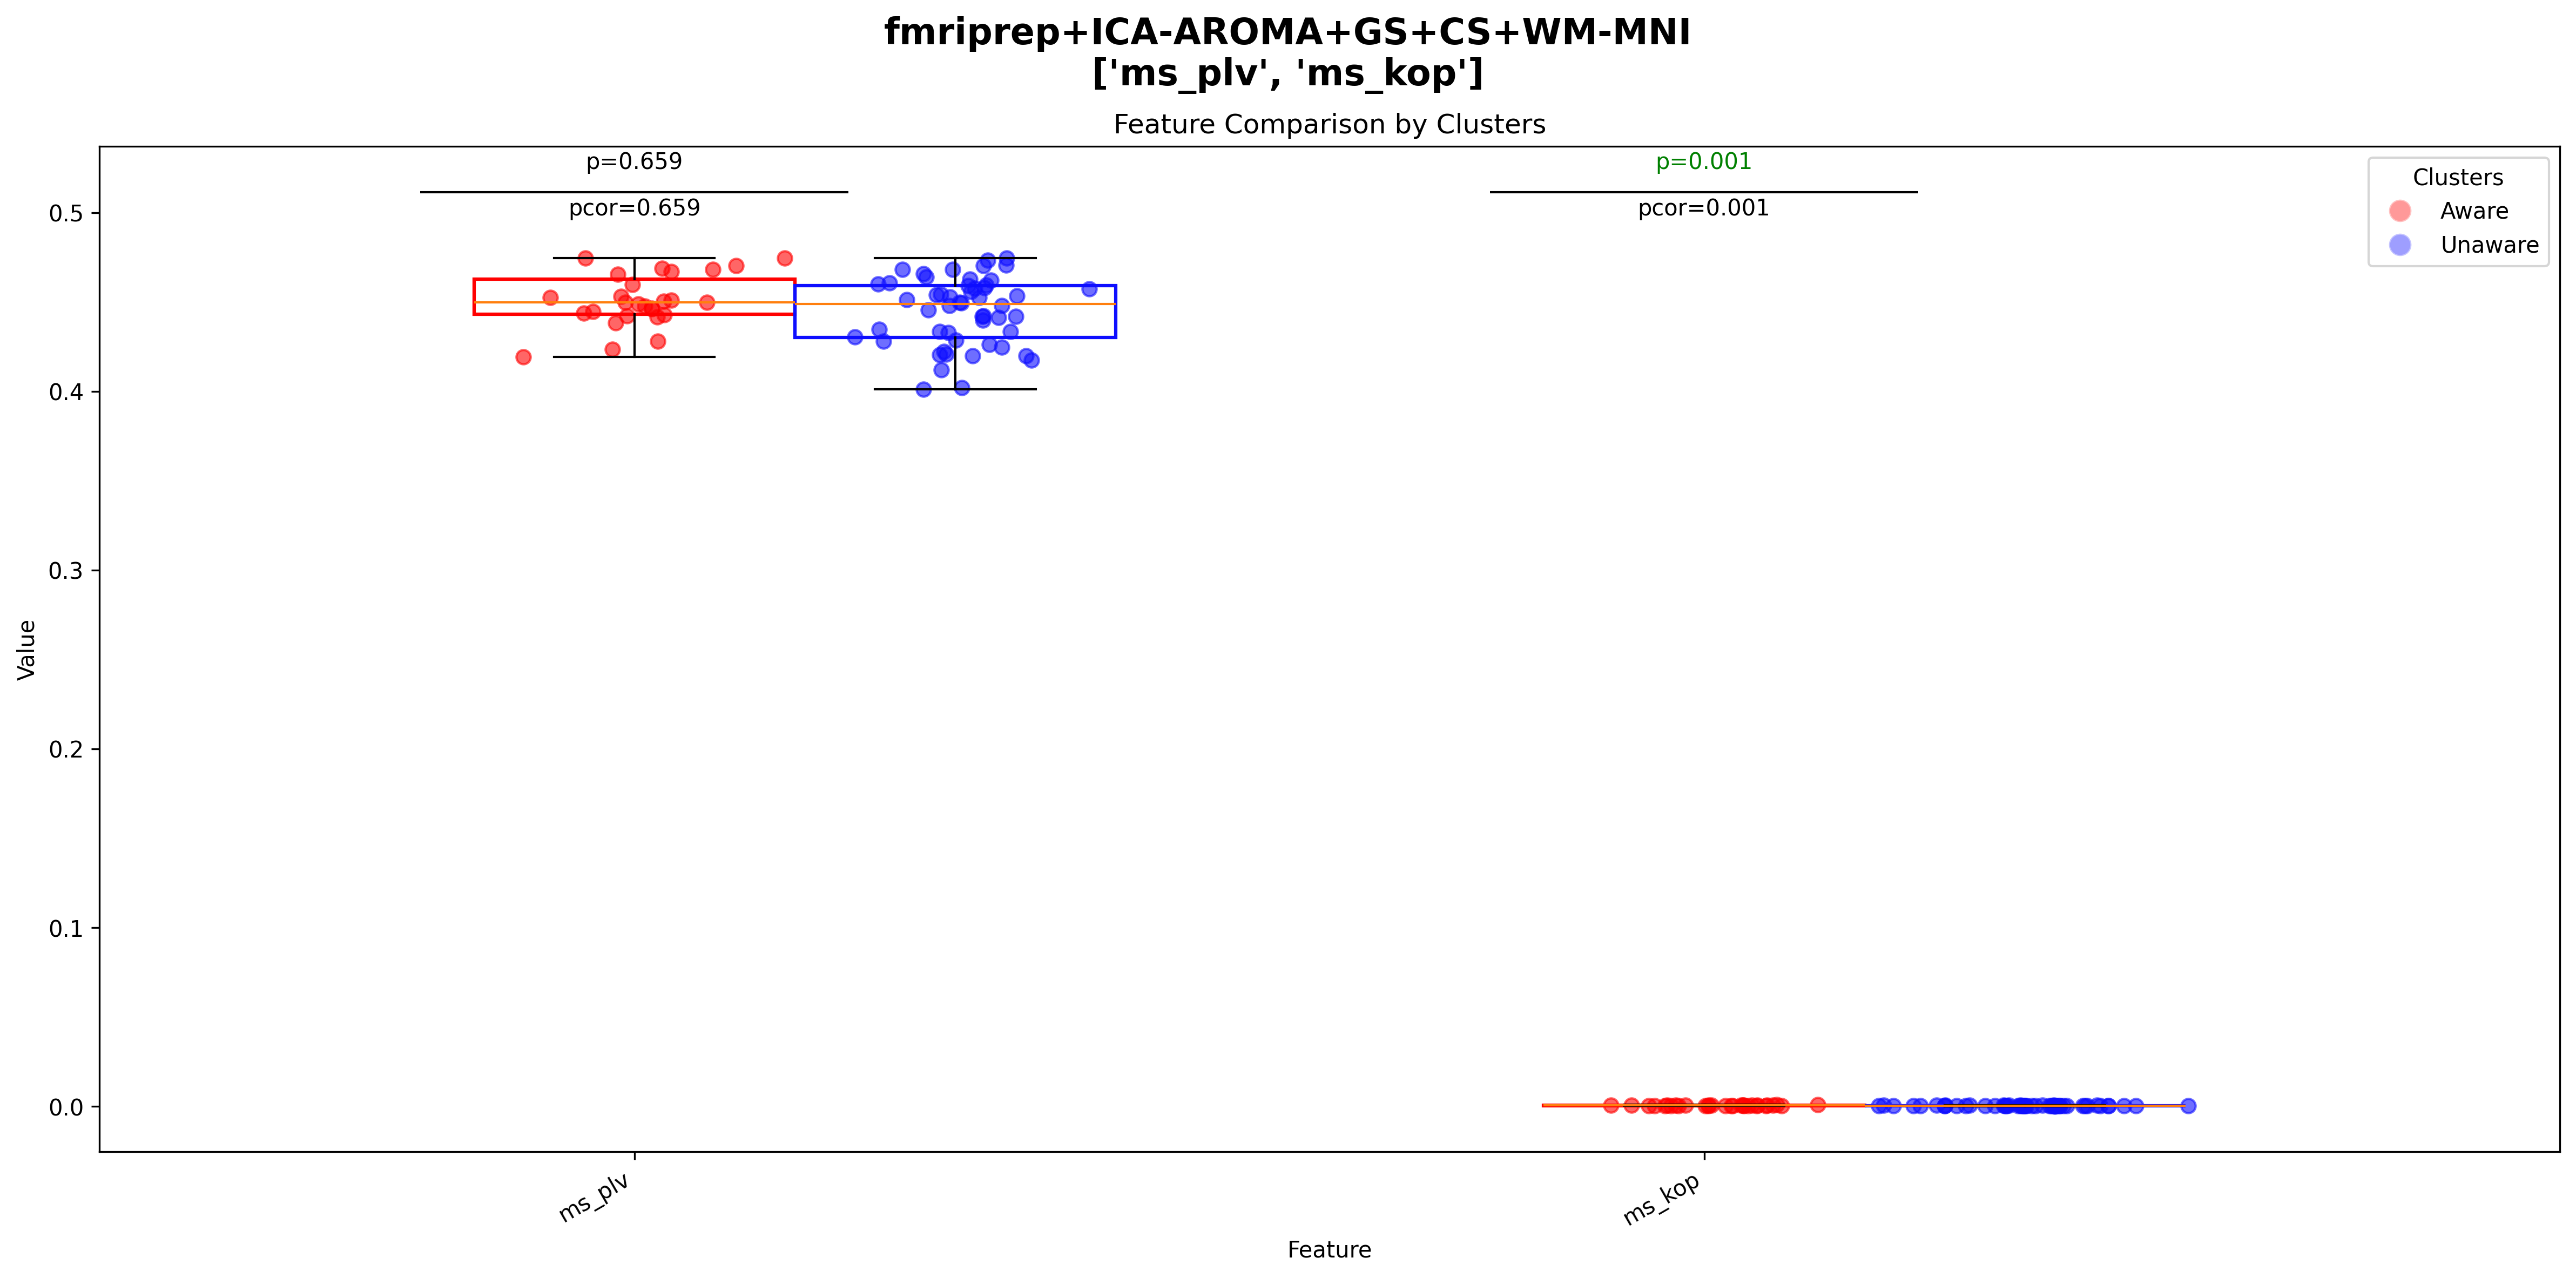 fmriprep+ICA-AROMA+GS+CS+WM-MNI
['ms_plv', 'ms_kop']
Feature Comparison by Clusters
p=0.659
pcor=0.659
p=0.001
pcor=0.001
Clusters
Aware
Unaware
Value
0.5
0.4
0.3
0.2
0.1
0.0
ms_plv
ms_kop
Feature